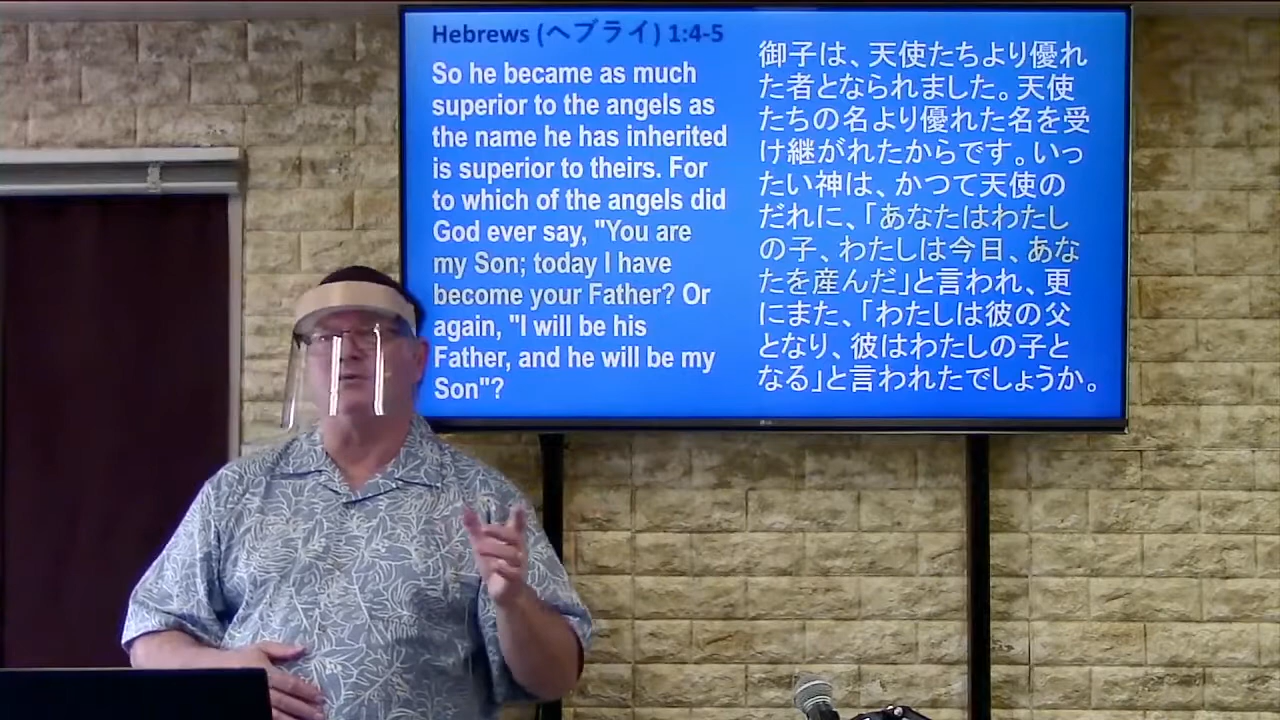 Hebrews (ヘブライ) 1:4-5
So he became as much
superior to the angels as
the name he has inherited
is superior to theirs. For
to which of the angels did
God ever say, "You are
my Son; today I have
become your Father? Or
again, "I will be his
Father, and he will be my
Son"?
御子は、天使たちより優れ
た者となられました。天使
たちの名より優れた名を受
け継がれたからです。いっ
たい神は、かつて天使の
だれに、「あなたはわたし
の子、わたしは今日、あな
たを産んだ」と言われ、更
にまた、「わたしは彼の父
となり、彼はわたしの子と
なる」と言われたでしょうか。
LG